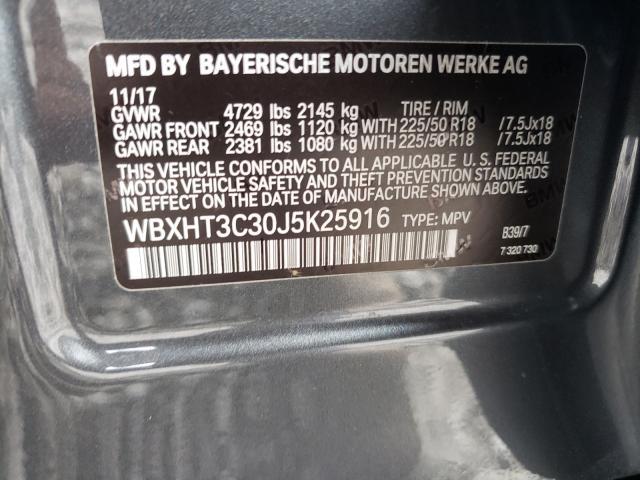 MFD BY BAYERISCHE MOTOREN WERKE AG
11/17
GVWR 4729 lbs 2145 kg TIRE / RIM
GAWR FRONT 2469 lbs 1120 kg WITH 225/50 R18 /7.5Jx18
GAWR REAR 2381 lbs 1080 kg WITH 225/50 R18 /7.5Jx18
THIS VEHICLE CONFORMS TO ALL APPLICABLE U. S. FEDERAL
MOTOR VEHICLE SAFETY, BUMPER, AND THEFT PREVENTION STANDARDS
IN EFFECT ON THE DATE OF MANUFACTURE SHOWN ABOVE.
WBXHT3C30J5K25916 TYPE: MPV
B39/7
7 320 730